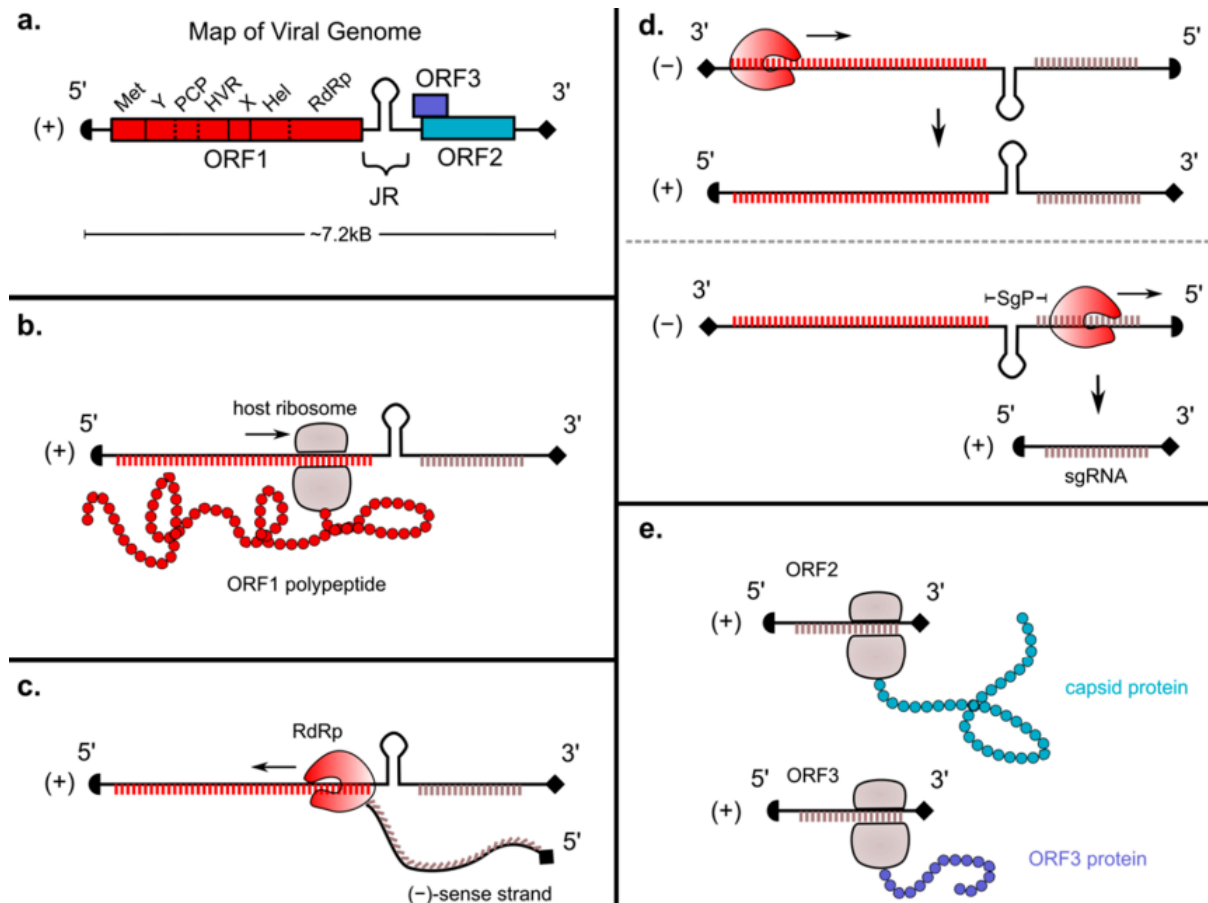 a.
Map of Viral Genome
5'
Met Y PCP HVR X Hel RdRp
ORF3
3'
(+)
ORF1
ORF2
JR
~7.2kB
b.
host ribosome
5'
3'
(+)
ORF1 polypeptide
c.
RdRp
5'
3'
(+)
5'
(−)-sense strand
d.
3'
5'
(−)
5'
3'
(+)
3'
SgP
5'
(−)
5'
3'
(+)
sgRNA
e.
ORF2
5'
3'
(+)
capsid protein
ORF3
5'
3'
(+)
ORF3 protein